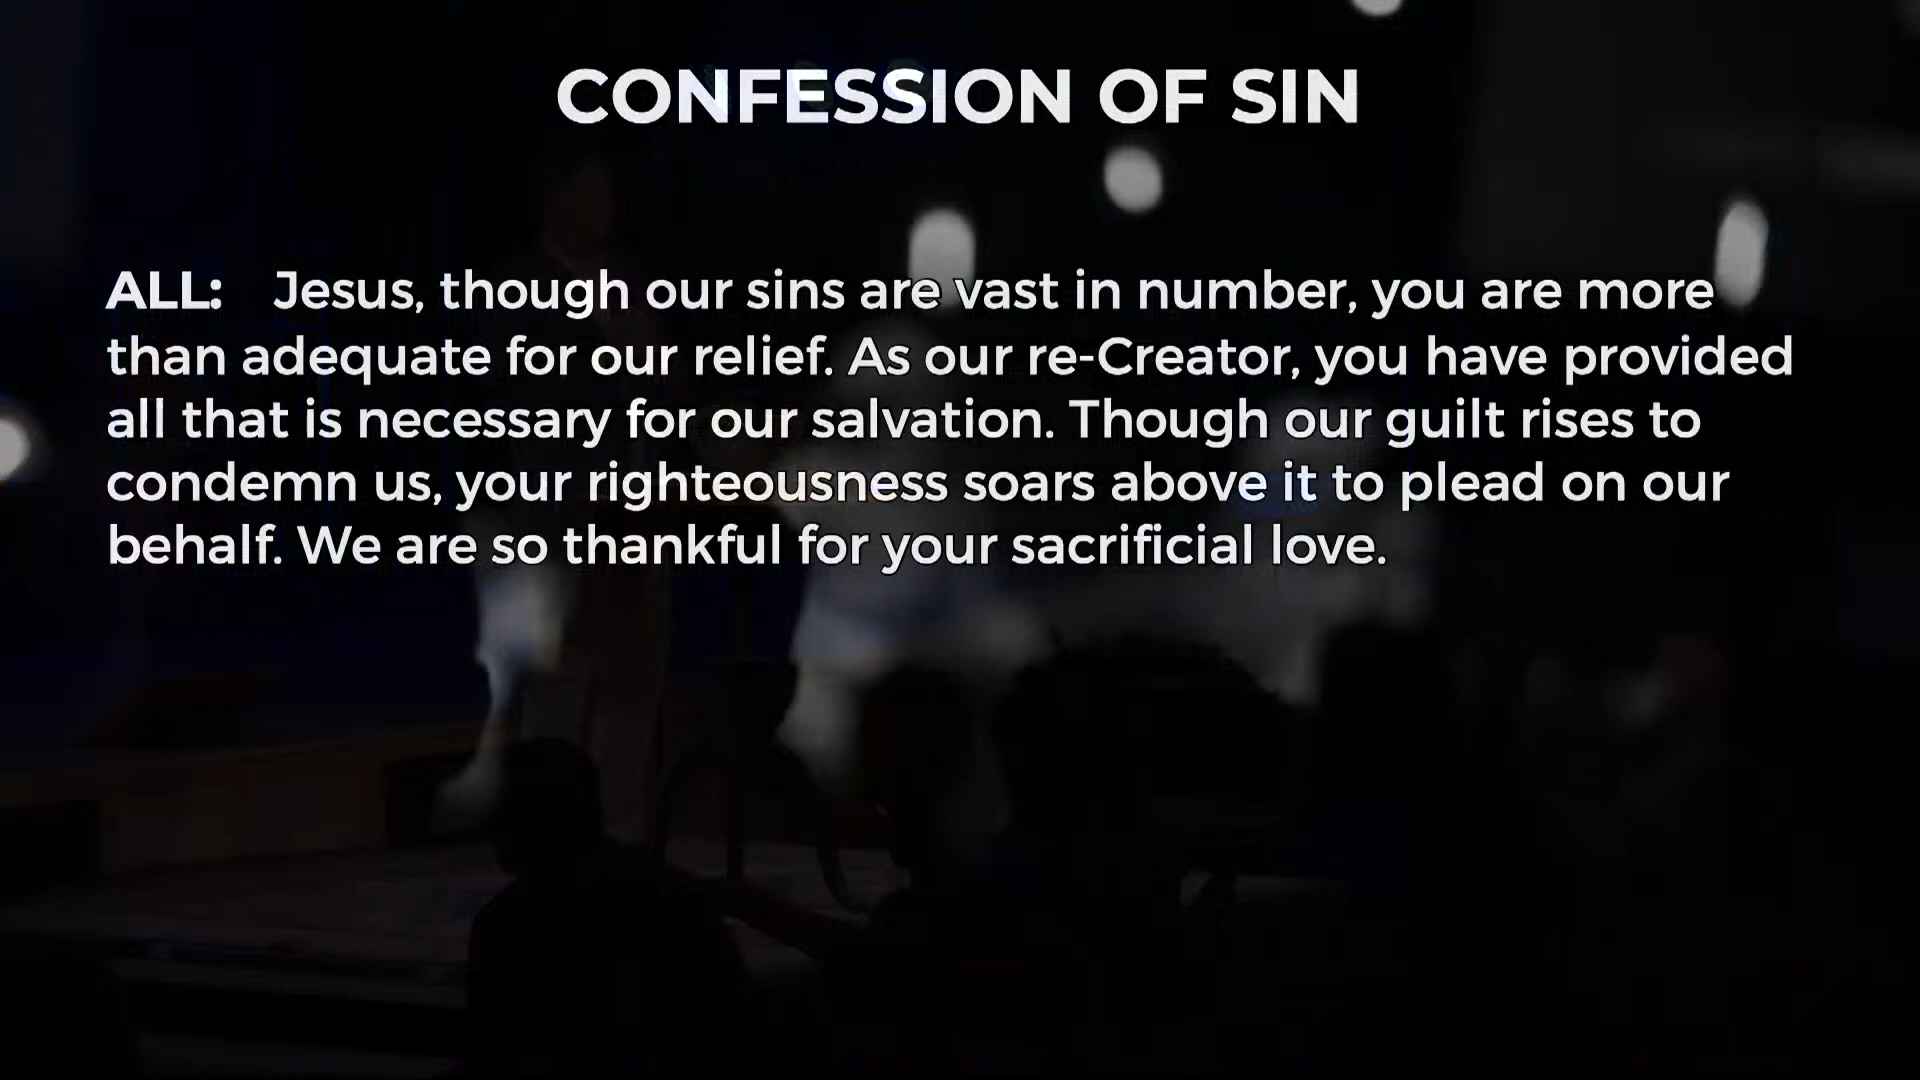 CONFESSION OF SIN
ALL: Jesus, though our sins are vast in number, you are more
than adequate for our relief. As our re-Creator, you have provided
all that is necessary for our salvation. Though our guilt rises to
condemn us, your righteousness soars above it to plead on our
behalf. We are so thankful for your sacrificial love.